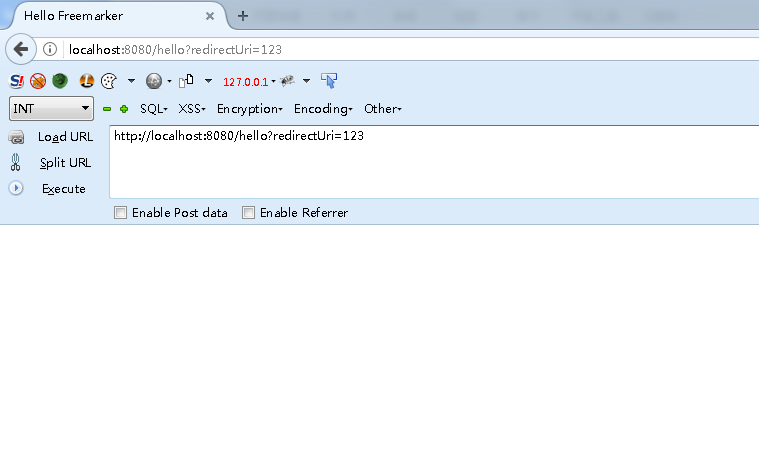 Hello Freemarker
localhost:8080/hello?redirectUri=123
127.0.0.1
INT SQL XSS Encryption Encoding Other
Load URL http://localhost:8080/hello?redirectUri=123
Split URL
Execute
Enable Post data Enable Referrer